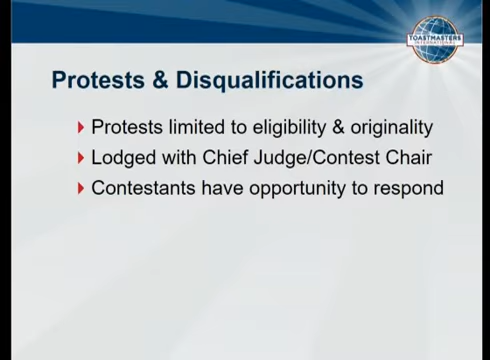 TOASTMASTERS
INTERNATIONAL
Protests & Disqualifications
Protests limited to eligibility & originality
Lodged with Chief Judge/Contest Chair
Contestants have opportunity to respond